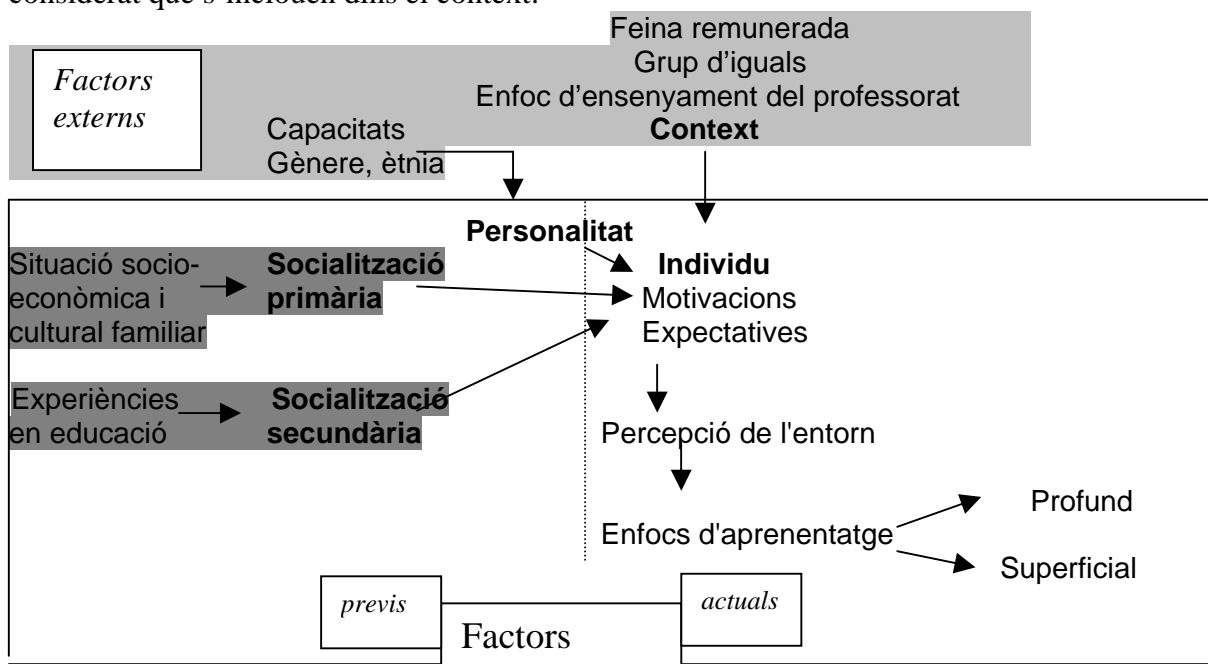 considerat que s'inclouen dins el context.
Feina remunerada
Grup d'iguals
Enfoc d'ensenyament del professorat
Context
Factors
externs
Capacitats
Gènere, ètnia
Personalitat
Situació socio-
econòmica i
cultural familiar
Socialització
primària
Individu
Motivacions
Expectatives
Experiències
en educació
Socialització
secundària
Percepció de l'entorn
Enfocs d'aprenentatge
Profund
Superficial
previs
actuals
Factors